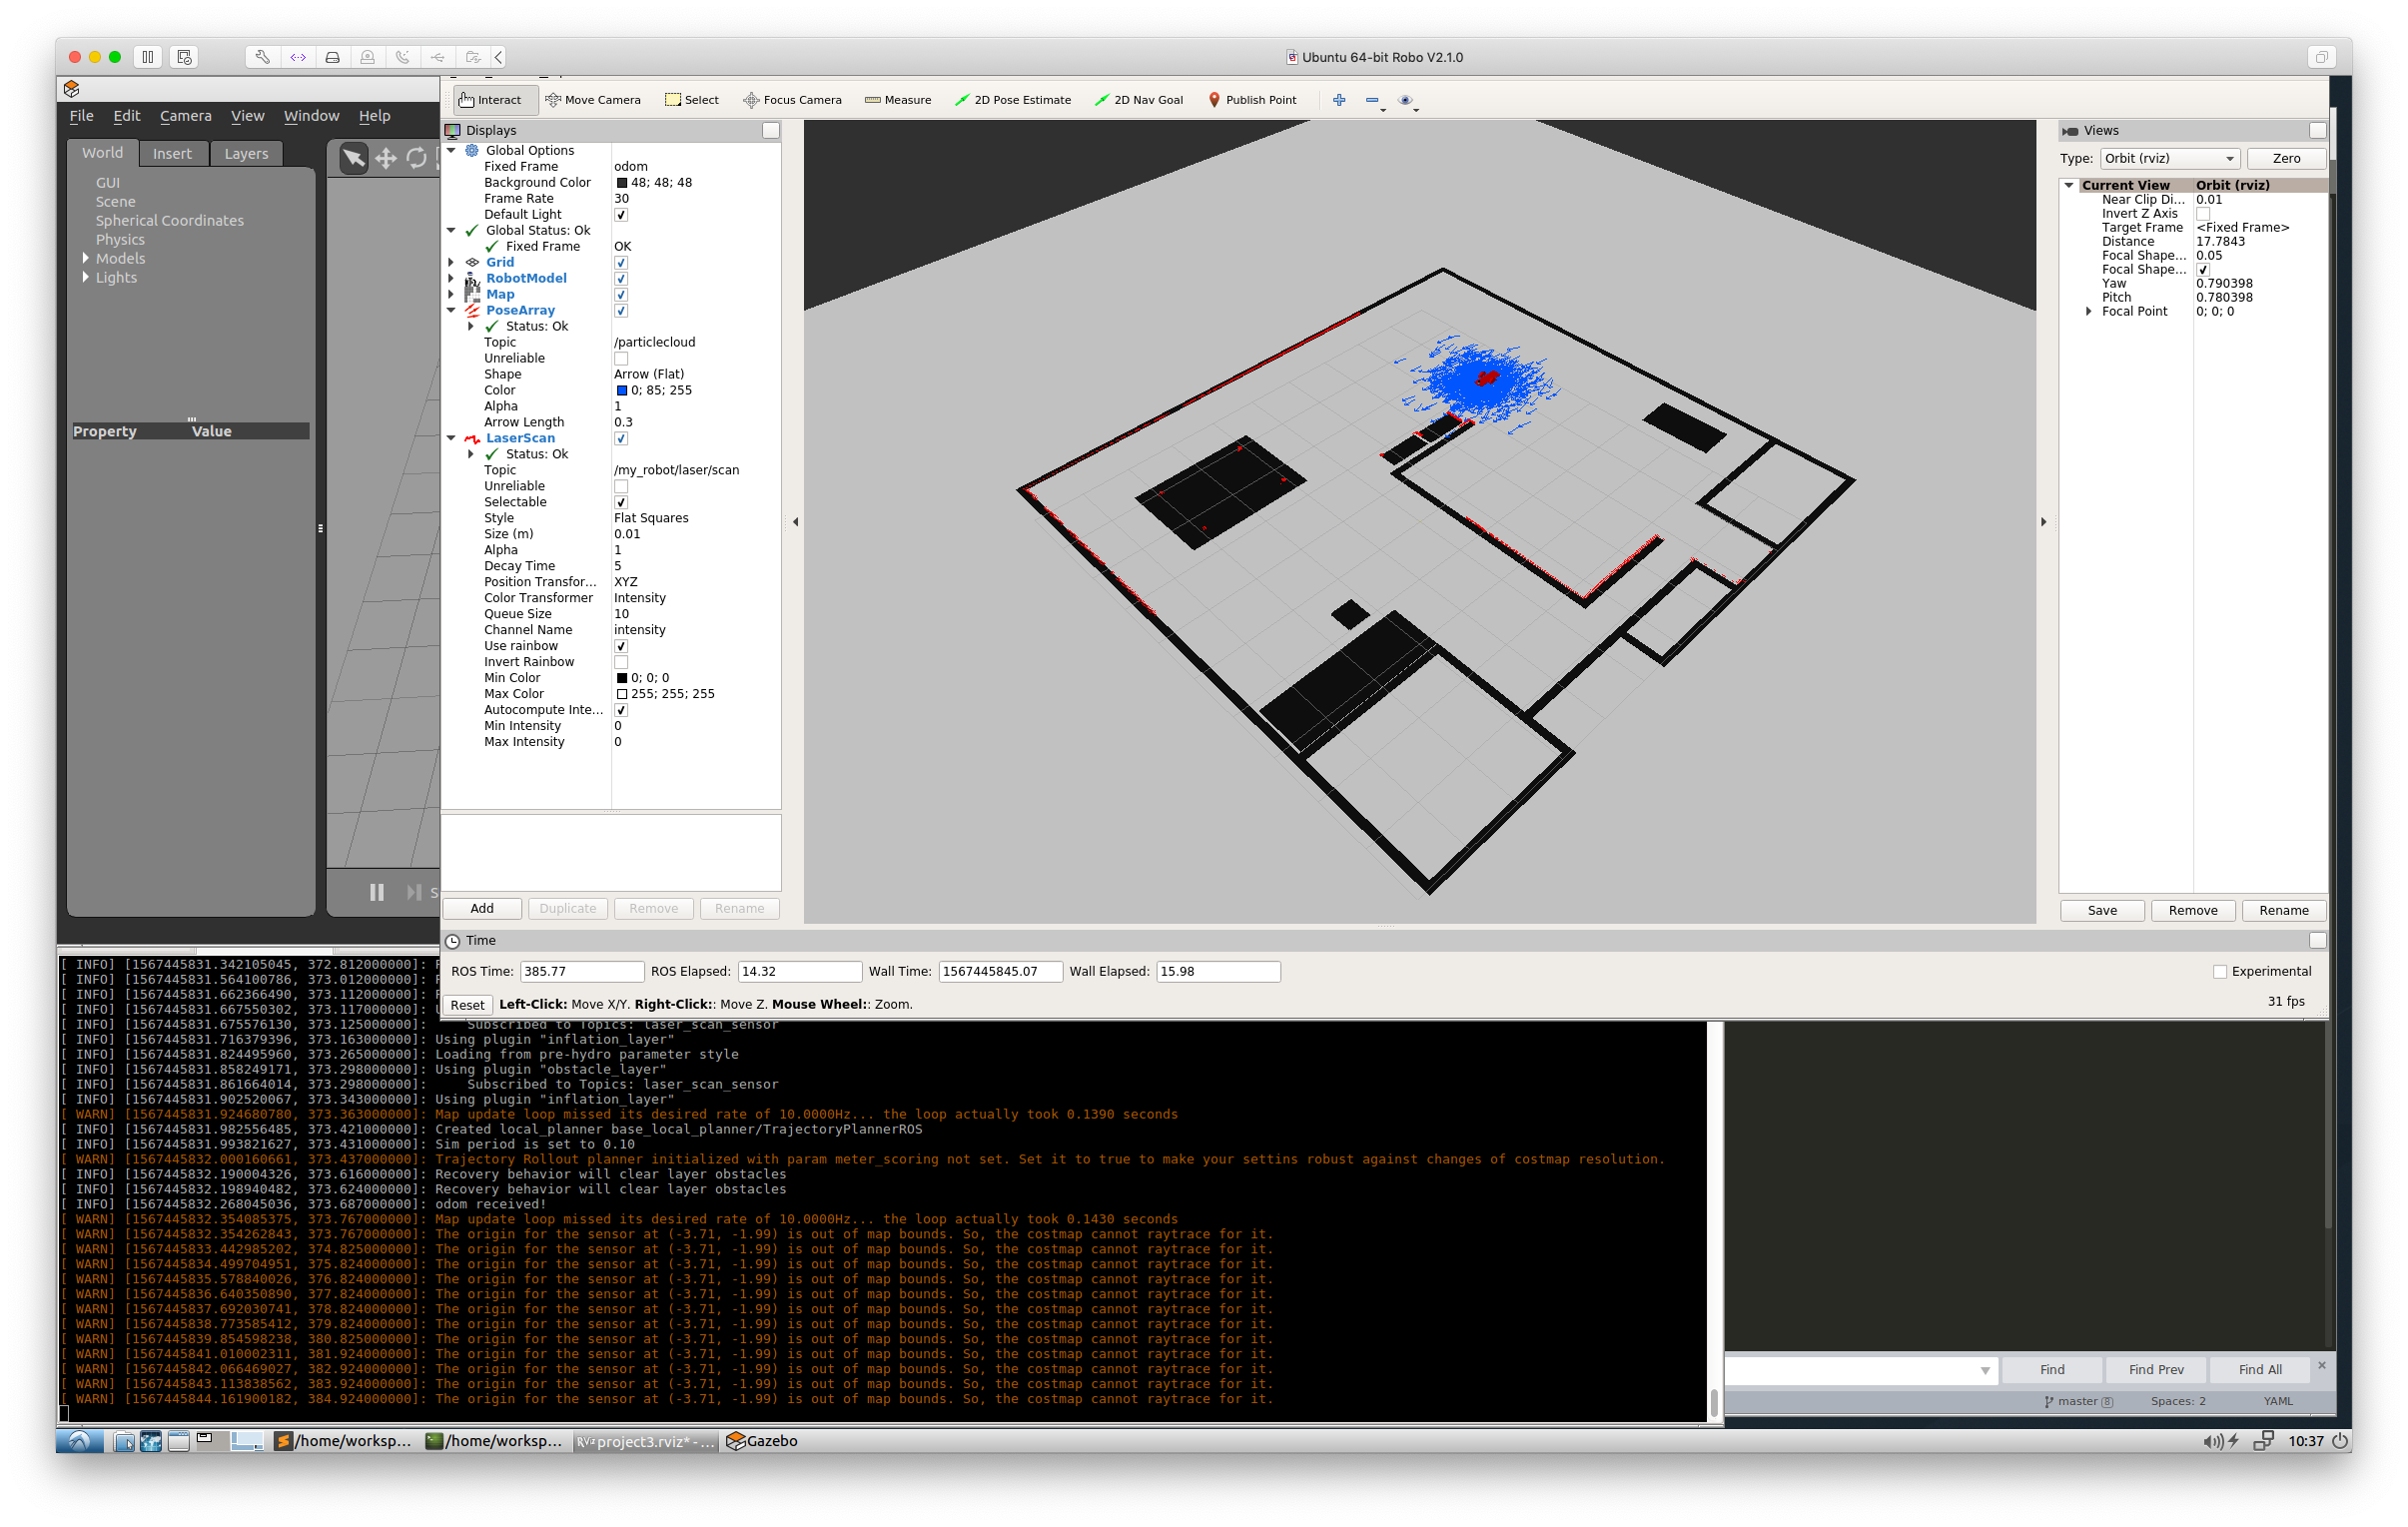 Ubuntu 64-bit Robo V2.1.0
File Edit Camera View Window Help
World Insert Layers
GUI
Scene
Spherical Coordinates
Physics
Models
Lights
Property Value
Interact Move Camera Select Focus Camera Measure 2D Pose Estimate 2D Nav Goal Publish Point
Displays
Global Options
Fixed Frame odom
Background Color 48; 48; 48
Frame Rate 30
Default Light
Global Status: Ok
Fixed Frame OK
Grid
RobotModel
Map
PoseArray
Status: Ok
Topic /particlecloud
Unreliable
Shape Arrow (Flat)
Color 0; 85; 255
Alpha 1
Arrow Length 0.3
LaserScan
Status: Ok
Topic /my_robot/laser/scan
Unreliable
Selectable
Style Flat Squares
Size (m) 0.01
Alpha 1
Decay Time 5
Position Transfor... XYZ
Color Transformer Intensity
Queue Size 10
Channel Name intensity
Use rainbow
Invert Rainbow
Min Color 0; 0; 0
Max Color 255; 255; 255
Autocompute Inte...
Min Intensity 0
Max Intensity 0
Add Duplicate Remove Rename
Views
Type: Orbit (rviz) Zero
Current View Orbit (rviz)
Near Clip Di... 0.01
Invert Z Axis
Target Frame <Fixed Frame>
Distance 17.7843
Focal Shape... 0.05
Focal Shape...
Yaw 0.790398
Pitch 0.780398
Focal Point 0; 0; 0
Save Remove Rename
Time
ROS Time: 385.77 ROS Elapsed: 14.32 Wall Time: 1567445845.07 Wall Elapsed: 15.98 Experimental
Reset Left-Click: Move X/Y. Right-Click:: Move Z. Mouse Wheel:: Zoom. 31 fps
[ INFO] [1567445831.342105045, 372.812000000]:
[ INFO] [1567445831.564100786, 373.012000000]:
[ INFO] [1567445831.662366490, 373.112000000]:
[ INFO] [1567445831.667550302, 373.117000000]:
[ INFO] [1567445831.675576130, 373.125000000]: Subscribed to Topics: laser_scan_sensor
[ INFO] [1567445831.716379396, 373.163000000]: Using plugin "inflation_layer"
[ INFO] [1567445831.824495960, 373.265000000]: Loading from pre-hydro parameter style
[ INFO] [1567445831.858249171, 373.298000000]: Using plugin "obstacle_layer"
[ INFO] [1567445831.861664014, 373.298000000]: Subscribed to Topics: laser_scan_sensor
[ INFO] [1567445831.902520067, 373.343000000]: Using plugin "inflation_layer"
[ WARN] [1567445831.924680780, 373.363000000]: Map update loop missed its desired rate of 10.0000Hz... the loop actually took 0.1390 seconds
[ INFO] [1567445831.982556485, 373.421000000]: Created local_planner base_local_planner/TrajectoryPlannerROS
[ INFO] [1567445831.993821627, 373.431000000]: Sim period is set to 0.10
[ WARN] [1567445832.000160661, 373.437000000]: Trajectory Rollout planner initialized with param meter_scoring not set. Set it to true to make your settins robust against changes of costmap resolution.
[ INFO] [1567445832.190004326, 373.616000000]: Recovery behavior will clear layer obstacles
[ INFO] [1567445832.198940482, 373.624000000]: Recovery behavior will clear layer obstacles
[ INFO] [1567445832.268045036, 373.687000000]: odom received!
[ WARN] [1567445832.354085375, 373.767000000]: Map update loop missed its desired rate of 10.0000Hz... the loop actually took 0.1430 seconds
[ WARN] [1567445832.354262843, 373.767000000]: The origin for the sensor at (-3.71, -1.99) is out of map bounds. So, the costmap cannot raytrace for it.
[ WARN] [1567445833.442985202, 374.825000000]: The origin for the sensor at (-3.71, -1.99) is out of map bounds. So, the costmap cannot raytrace for it.
[ WARN] [1567445834.499704951, 375.824000000]: The origin for the sensor at (-3.71, -1.99) is out of map bounds. So, the costmap cannot raytrace for it.
[ WARN] [1567445835.578840026, 376.824000000]: The origin for the sensor at (-3.71, -1.99) is out of map bounds. So, the costmap cannot raytrace for it.
[ WARN] [1567445836.640350890, 377.824000000]: The origin for the sensor at (-3.71, -1.99) is out of map bounds. So, the costmap cannot raytrace for it.
[ WARN] [1567445837.692030741, 378.824000000]: The origin for the sensor at (-3.71, -1.99) is out of map bounds. So, the costmap cannot raytrace for it.
[ WARN] [1567445838.773585412, 379.824000000]: The origin for the sensor at (-3.71, -1.99) is out of map bounds. So, the costmap cannot raytrace for it.
[ WARN] [1567445839.854598238, 380.825000000]: The origin for the sensor at (-3.71, -1.99) is out of map bounds. So, the costmap cannot raytrace for it.
[ WARN] [1567445841.010002311, 381.924000000]: The origin for the sensor at (-3.71, -1.99) is out of map bounds. So, the costmap cannot raytrace for it.
[ WARN] [1567445842.066469027, 382.924000000]: The origin for the sensor at (-3.71, -1.99) is out of map bounds. So, the costmap cannot raytrace for it.
[ WARN] [1567445843.113838562, 383.924000000]: The origin for the sensor at (-3.71, -1.99) is out of map bounds. So, the costmap cannot raytrace for it.
[ WARN] [1567445844.161900182, 384.924000000]: The origin for the sensor at (-3.71, -1.99) is out of map bounds. So, the costmap cannot raytrace for it.
Find Find Prev Find All
master 8 Spaces: 2 YAML
/home/worksp... /home/worksp... project3.rviz* - ... Gazebo 10:37